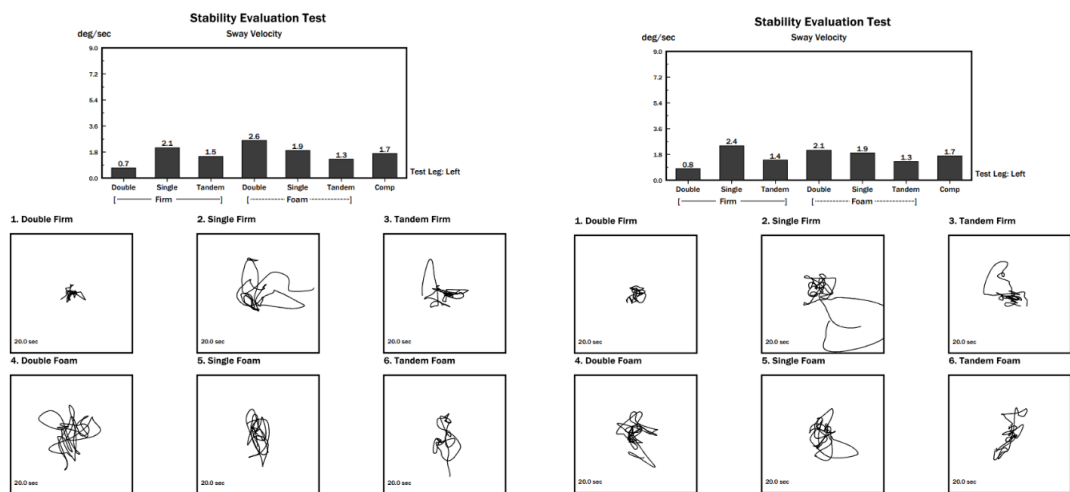 Stability Evaluation Test
deg/sec
Sway Velocity
9.0
7.2
5.4
3.6
1.8
0.0
0.7
2.1
1.5
2.6
1.9
1.3
1.7
Double Single Tandem Double Single Tandem Comp
Test Leg: Left
[ Firm ] [ Foam ]
1. Double Firm 2. Single Firm 3. Tandem Firm
20.0 sec 20.0 sec 20.0 sec
4. Double Foam 5. Single Foam 6. Tandem Foam
20.0 sec 20.0 sec 20.0 sec
Stability Evaluation Test
deg/sec
Sway Velocity
9.0
7.2
5.4
3.6
1.8
0.0
0.8
2.4
1.4
2.1
1.9
1.3
1.7
Double Single Tandem Double Single Tandem Comp
Test Leg: Left
[ Firm ] [ Foam ]
1. Double Firm 2. Single Firm 3. Tandem Firm
20.0 sec 20.0 sec 20.0 sec
4. Double Foam 5. Single Foam 6. Tandem Foam
20.0 sec 20.0 sec 20.0 sec